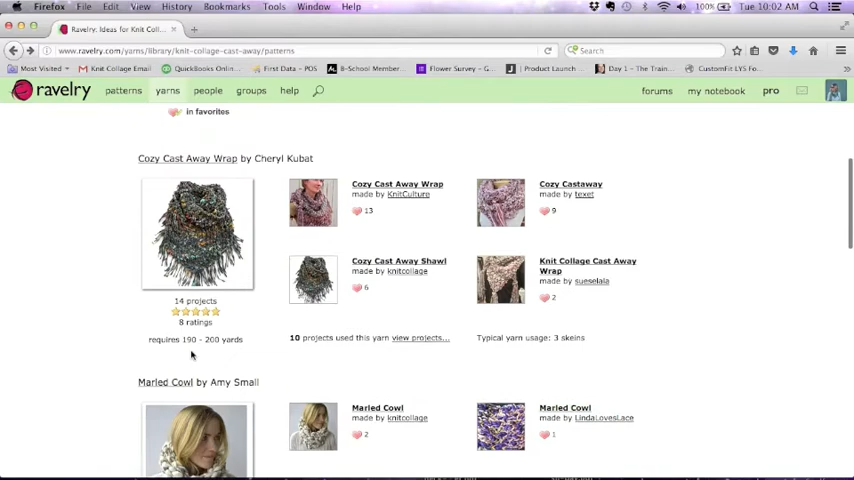 Firefox File Edit View History Bookmarks Tools Window Help 100% Tue 10:02 AM
Ravelry: Ideas for Knit Coll...
www.ravelry.com/yarns/library/knit-collage-cast-away/patterns Search
Most Visited Knit Collage Email QuickBooks Onlin... First Data – POS B-School Member... Flower Survey – G... Product Launch ... Day 1 – The Train... CustomFit LYS Fo...
ravelry patterns yarns people groups help forums my notebook pro
in favorites
Cozy Cast Away Wrap by Cheryl Kubat
Cozy Cast Away Wrap
made by KnitCulture
13
Cozy Castaway
made by texet
9
Cozy Cast Away Shawl
made by knitcollage
6
Knit Collage Cast Away
Wrap
made by sueselala
2
14 projects
8 ratings
requires 190 - 200 yards
10 projects used this yarn view projects...
Typical yarn usage: 3 skeins
Marled Cowl by Amy Small
Marled Cowl
made by knitcollage
2
Marled Cowl
made by LindaLovesLace
1